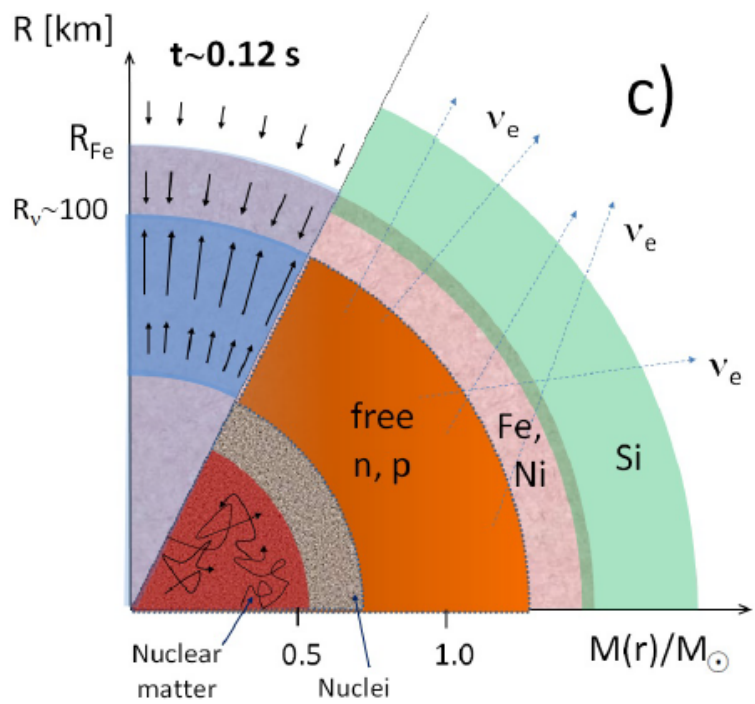 R [km]
t~0.12 s
c)
R_Fe
R_ν~100
ν_e
ν_e
ν_e
free
n, p
Fe,
Ni
Si
0.5
1.0
M(r)/M_☉
Nuclear
matter
Nuclei